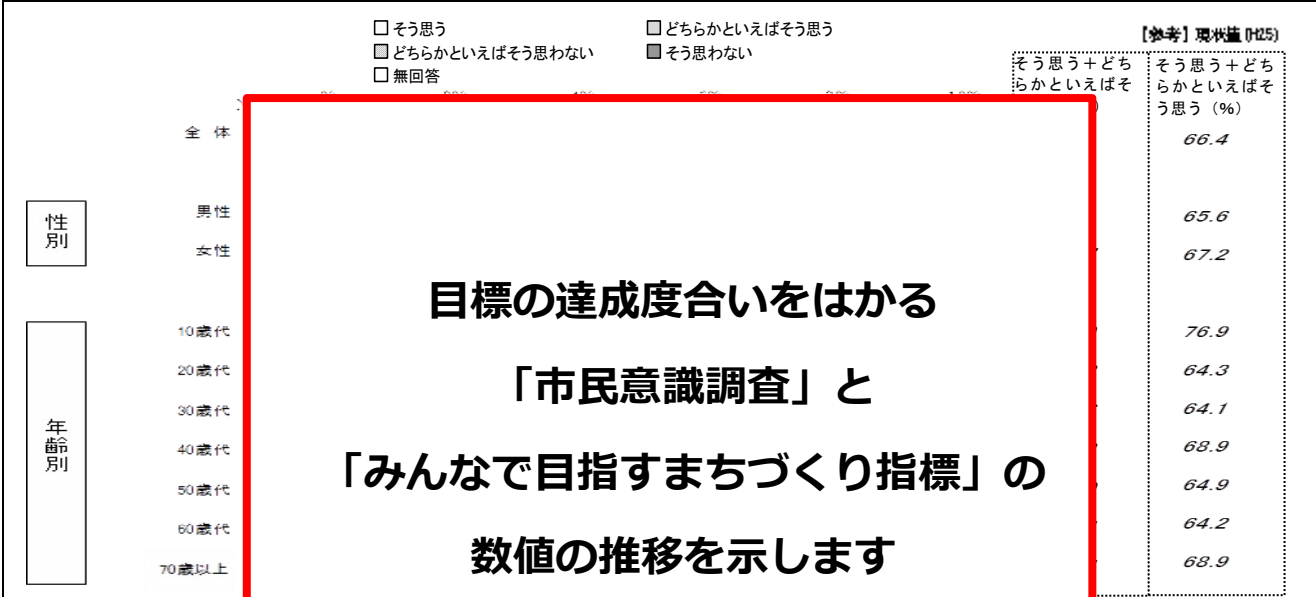 □ そう思う
□ どちらかといえばそう思う
□ どちらかといえばそう思わない
■ そう思わない
□ 無回答
【参考】現状値(H25)
そう思う+どち
らかといえばそ
そう思う+どち
らかといえばそ
う思う（%）
全 体
66.4
性別
男性
65.6
女性
67.2
目標の達成度合いをはかる
「市民意識調査」と
「みんなで目指すまちづくり指標」の
数値の推移を示します
年齢別
10歳代
76.9
20歳代
64.3
30歳代
64.1
40歳代
68.9
50歳代
64.9
60歳代
64.2
70歳以上
68.9